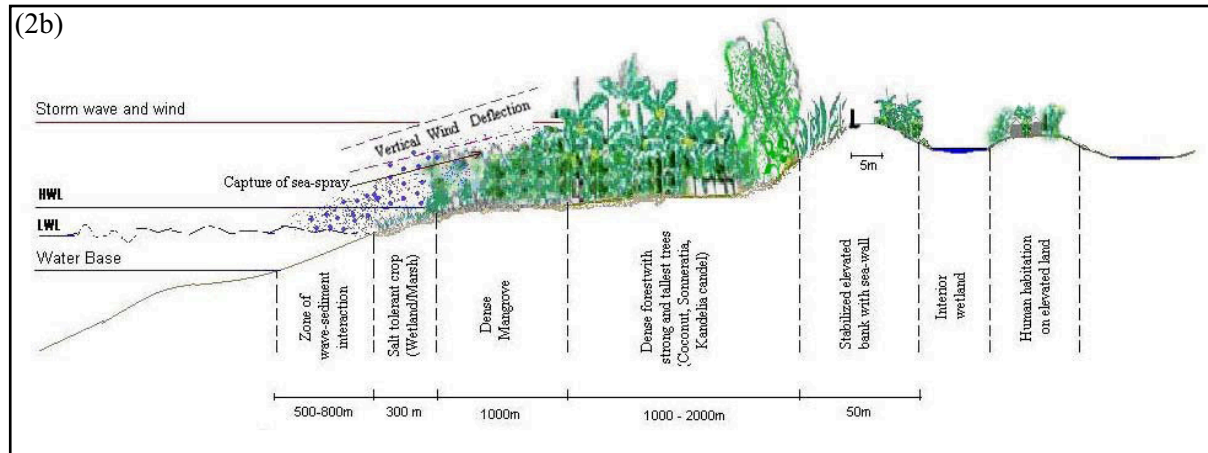 (2b)
Storm wave and wind
Vertical Wind Deflection
Capture of sea-spray
HWL
LWL
Water Base
L
5m
Zone of
wave-sediment
interaction
Salt tolerant crop
(Wetland/Marsh)
Dense
Mangrove
Dense forestwith
strong and tallest trees
(Coconut, Sonneratia,
Kandelia candel)
Stabilized elevated
bank with sea-wall
Interior
wetland
Human habitation
on elevated land
500-800m
300 m
1000m
1000 - 2000m
50m